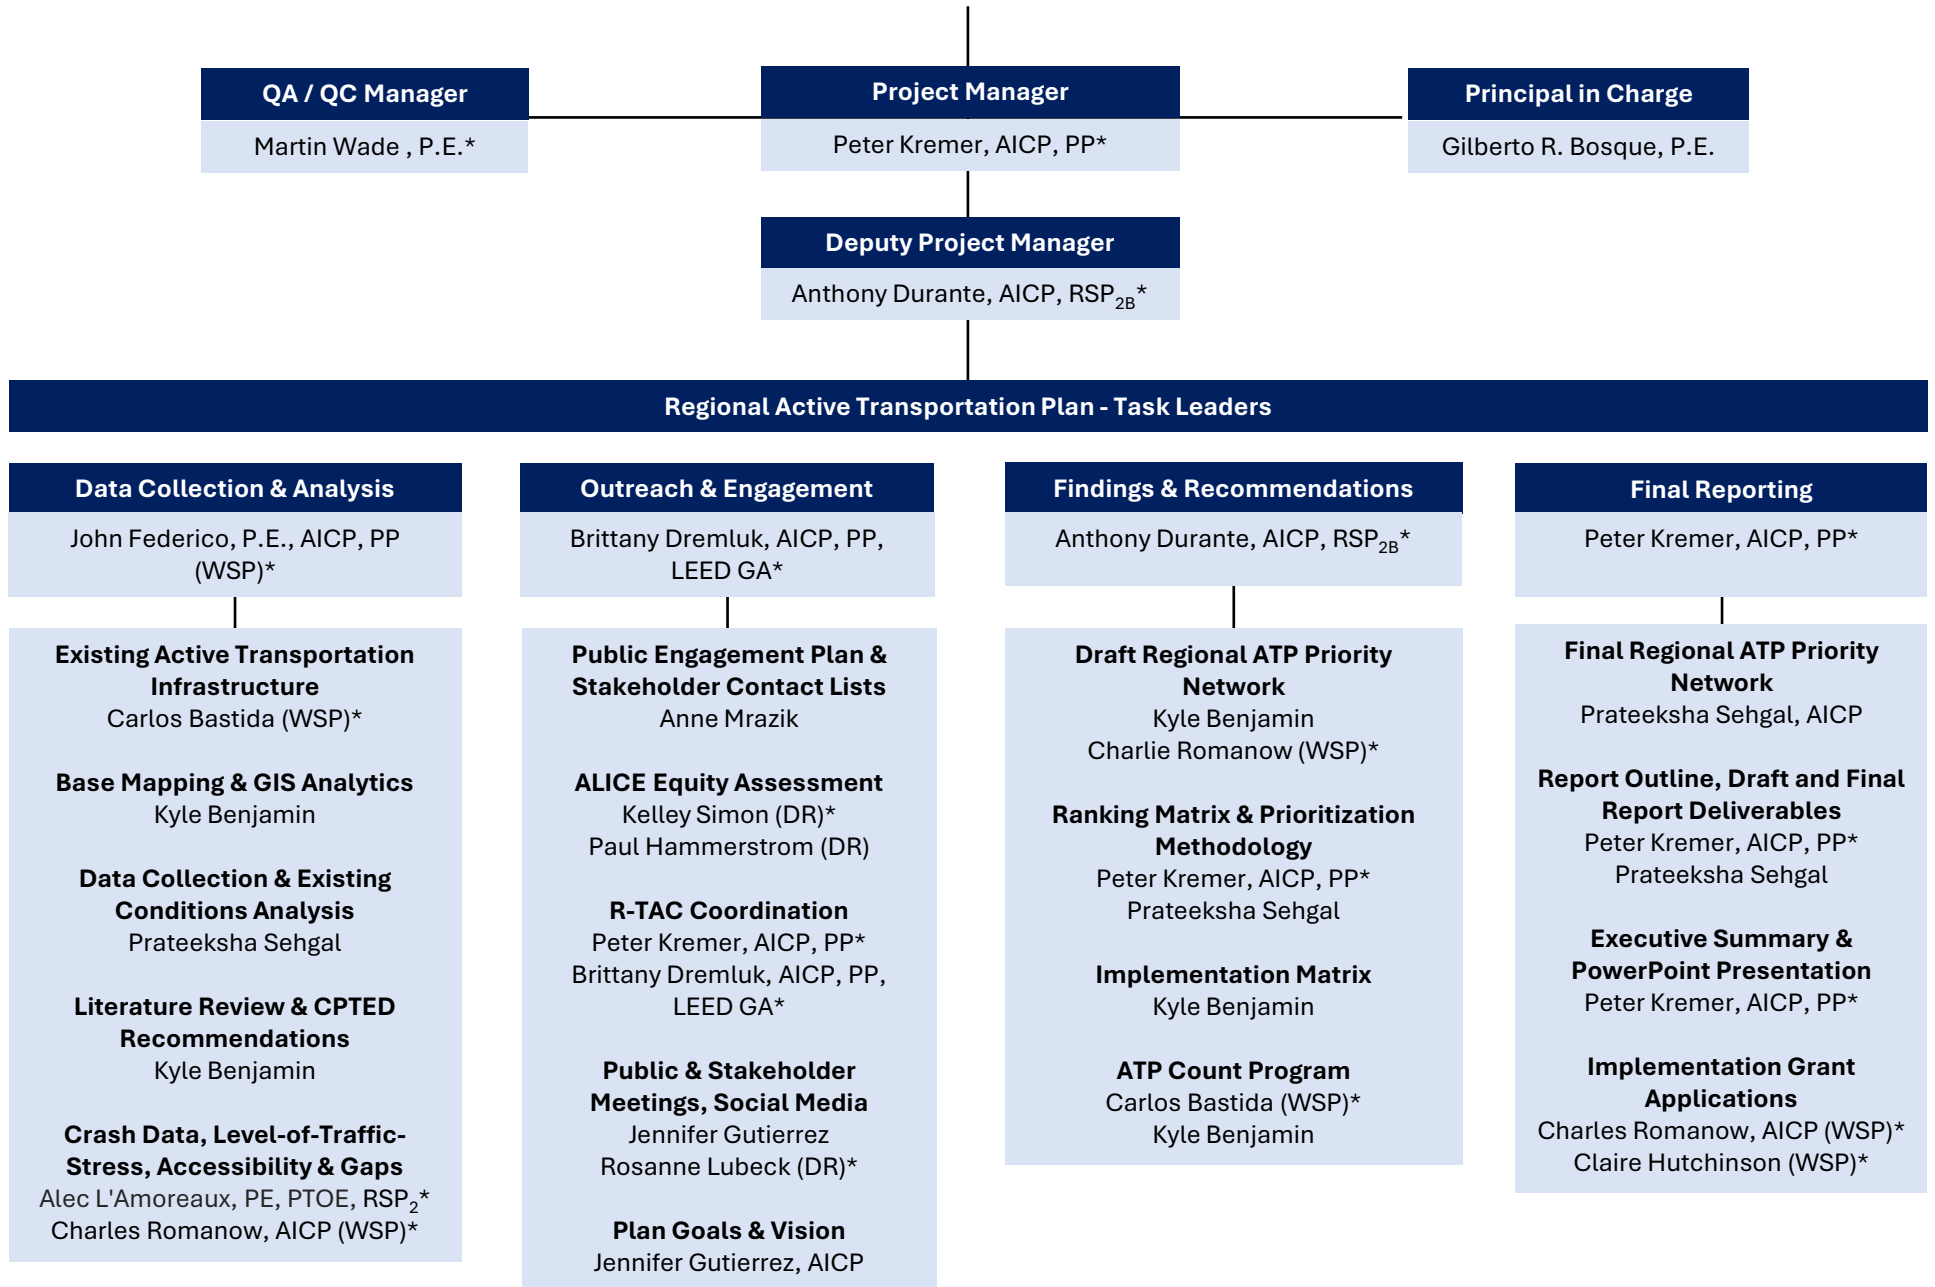 QA / QC Manager
Martin Wade , P.E.*
Project Manager
Peter Kremer, AICP, PP*
Principal in Charge
Gilberto R. Bosque, P.E.
Deputy Project Manager
Anthony Durante, AICP, RSP2B*
Regional Active Transportation Plan - Task Leaders
Data Collection & Analysis
John Federico, P.E., AICP, PP
(WSP)*
Existing Active Transportation
Infrastructure
Carlos Bastida (WSP)*
Base Mapping & GIS Analytics
Kyle Benjamin
Data Collection & Existing
Conditions Analysis
Prateeksha Sehgal
Literature Review & CPTED
Recommendations
Kyle Benjamin
Crash Data, Level-of-Traffic-
Stress, Accessibility & Gaps
Alec L'Amoreaux, PE, PTOE, RSP2*
Charles Romanow, AICP (WSP)*
Outreach & Engagement
Brittany Dremluk, AICP, PP,
LEED GA*
Public Engagement Plan &
Stakeholder Contact Lists
Anne Mrazik
ALICE Equity Assessment
Kelley Simon (DR)*
Paul Hammerstrom (DR)
R-TAC Coordination
Peter Kremer, AICP, PP*
Brittany Dremluk, AICP, PP,
LEED GA*
Public & Stakeholder
Meetings, Social Media
Jennifer Gutierrez
Rosanne Lubeck (DR)*
Plan Goals & Vision
Jennifer Gutierrez, AICP
Findings & Recommendations
Anthony Durante, AICP, RSP2B*
Draft Regional ATP Priority
Network
Kyle Benjamin
Charlie Romanow (WSP)*
Ranking Matrix & Prioritization
Methodology
Peter Kremer, AICP, PP*
Prateeksha Sehgal
Implementation Matrix
Kyle Benjamin
ATP Count Program
Carlos Bastida (WSP)*
Kyle Benjamin
Final Reporting
Peter Kremer, AICP, PP*
Final Regional ATP Priority
Network
Prateeksha Sehgal, AICP
Report Outline, Draft and Final
Report Deliverables
Peter Kremer, AICP, PP*
Prateeksha Sehgal
Executive Summary &
PowerPoint Presentation
Peter Kremer, AICP, PP*
Implementation Grant
Applications
Charles Romanow, AICP (WSP)*
Claire Hutchinson (WSP)*